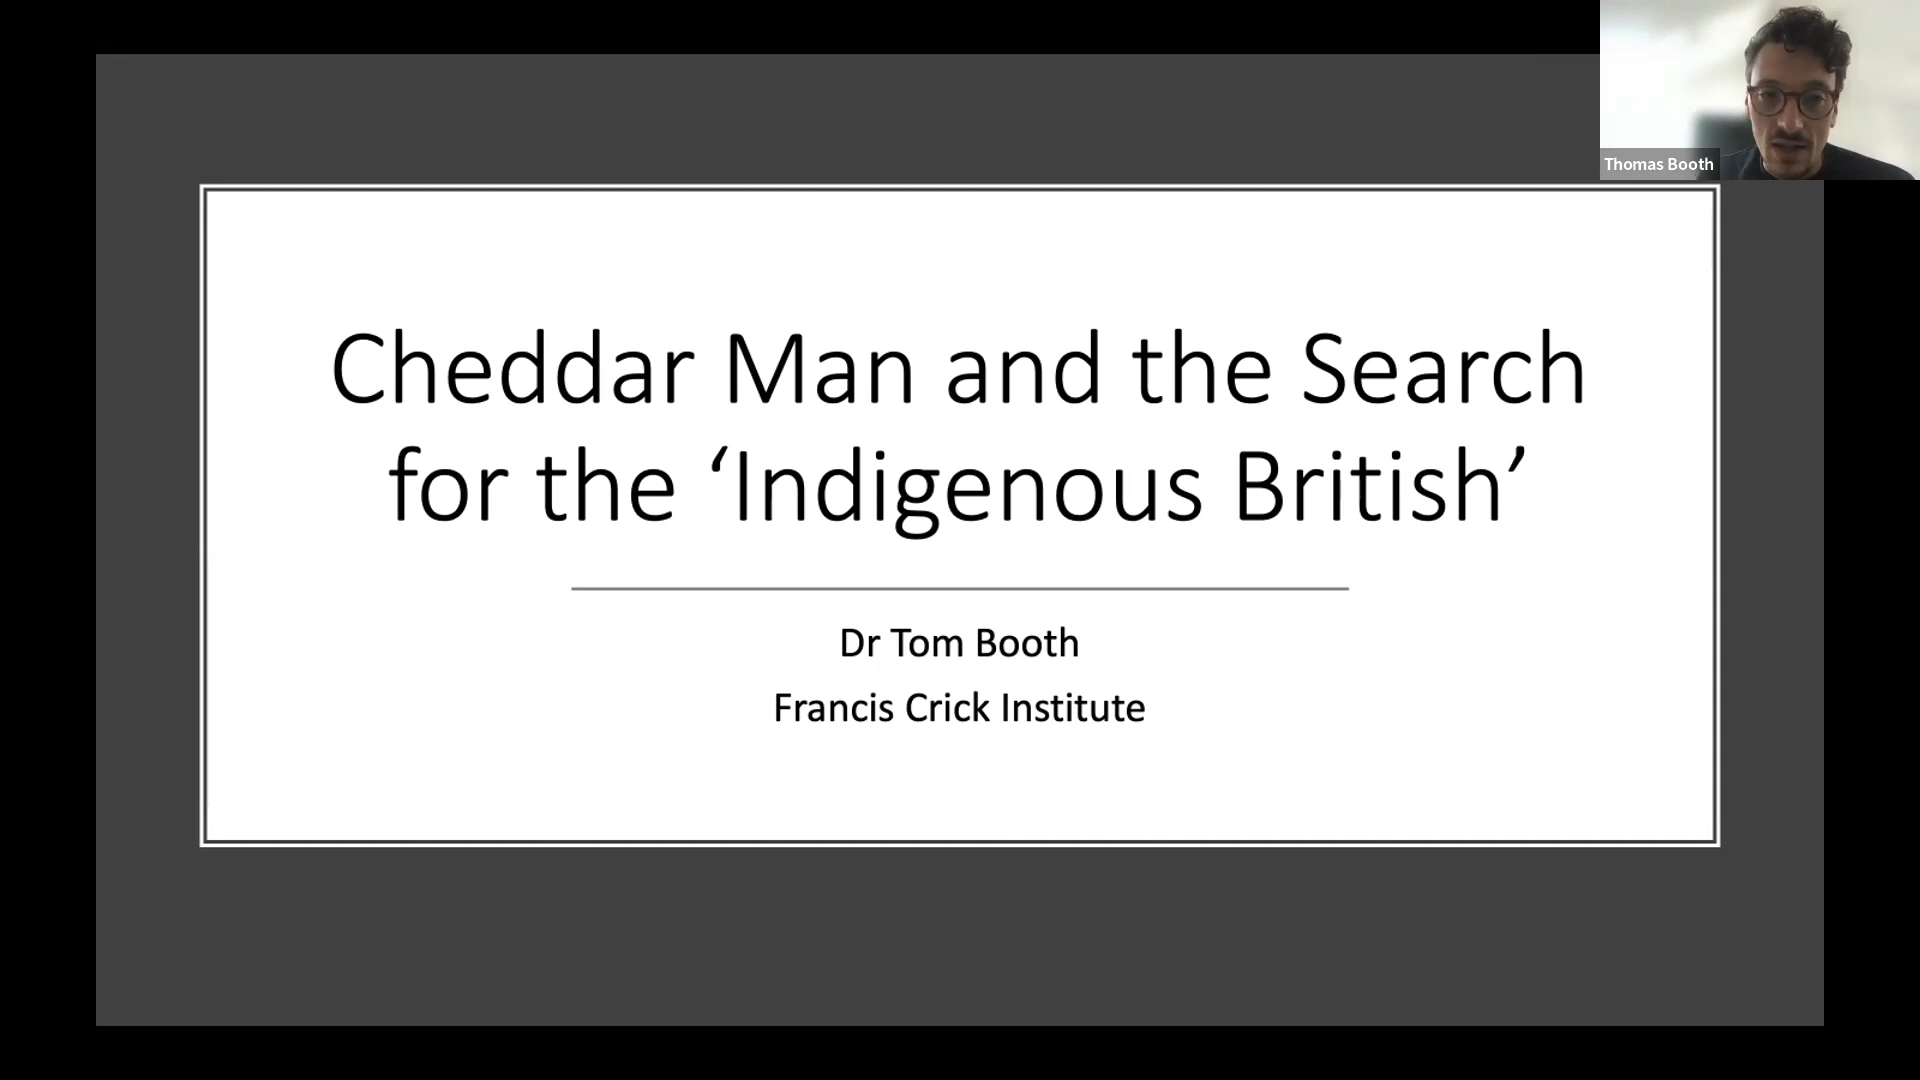 Thomas Booth
Cheddar Man and the Search
for the ‘Indigenous British’
Dr Tom Booth
Francis Crick Institute